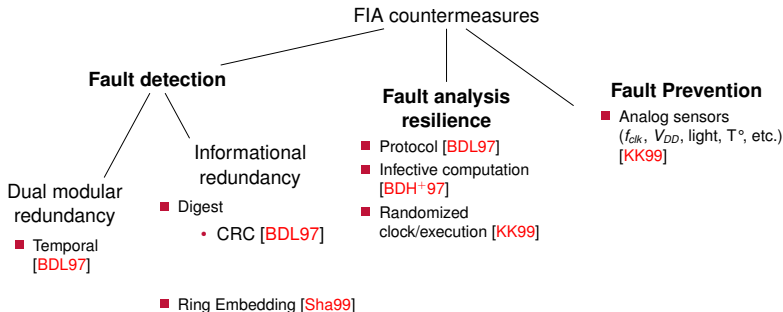 FIA countermeasures
Fault detection
Informational
redundancy
Dual modular
redundancy
Temporal
[BDL97]
Digest
CRC [BDL97]
Ring Embedding [Sha99]
Fault analysis
resilience
Protocol [BDL97]
Infective computation
[BDH+97]
Randomized
clock/execution [KK99]
Fault Prevention
Analog sensors
(fclk, VDD, light, T°, etc.)
[KK99]